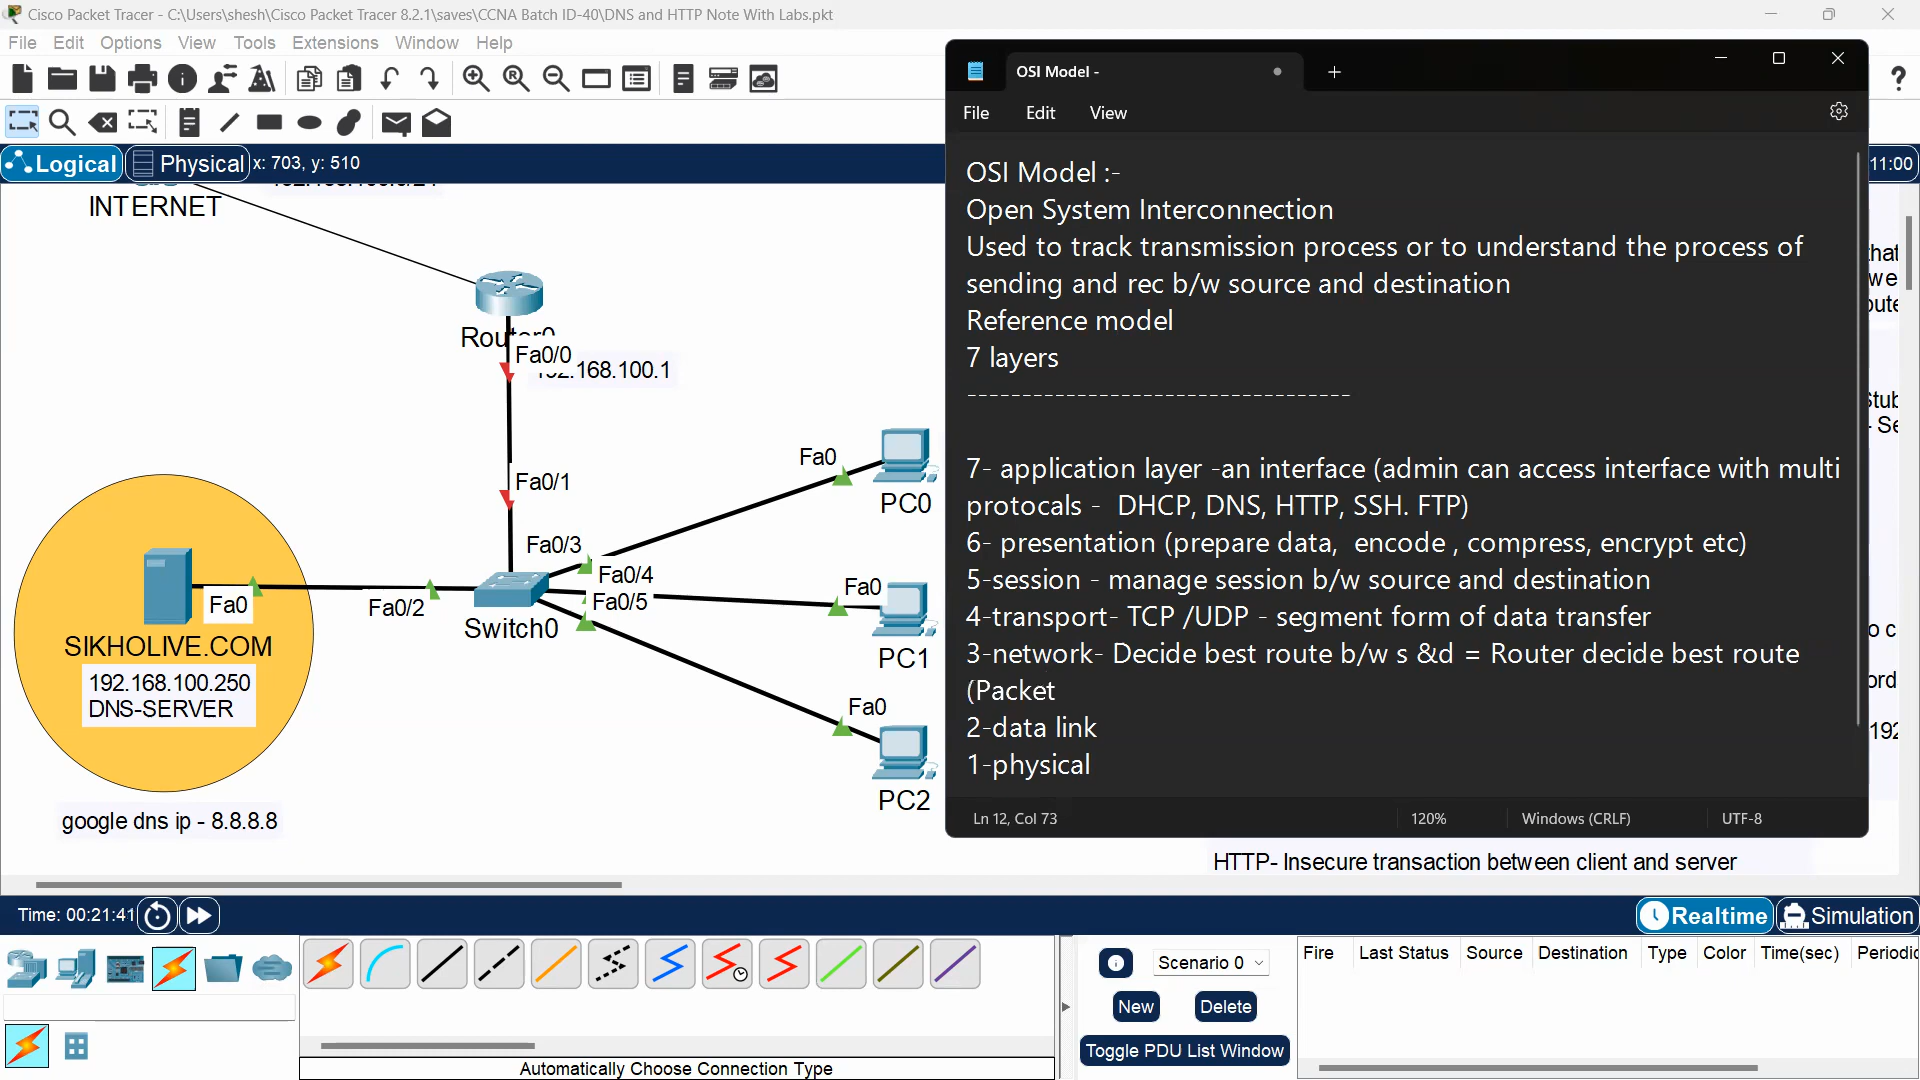 Cisco Packet Tracer - C:\Users\shesh\Cisco Packet Tracer 8.2.1\saves\CCNA Batch ID-40\DNS and HTTP Note With Labs.pkt
File Edit Options View Tools Extensions Window Help
Logical Physical x: 703, y: 510
11:00
INTERNET
Router0
Fa0/0
192.168.100.1
Fa0/1
Fa0/3
Fa0/4
Fa0/5
Fa0
PC0
Fa0
PC1
Fa0
PC2
Fa0
Fa0/2
Switch0
SIKHOLIVE.COM
192.168.100.250
DNS-SERVER
google dns ip - 8.8.8.8
OSI Model -
File Edit View
OSI Model :-
Open System Interconnection
Used to track transmission process or to understand the process of
sending and rec b/w source and destination
Reference model
7 layers
-----------------------------------
7- application layer -an interface (admin can access interface with multi
protocals - DHCP, DNS, HTTP, SSH. FTP)
6- presentation (prepare data, encode , compress, encrypt etc)
5-session - manage session b/w source and destination
4-transport- TCP /UDP - segment form of data transfer
3-network- Decide best route b/w s &d = Router decide best route
(Packet
2-data link
1-physical
Ln 12, Col 73 120% Windows (CRLF) UTF-8
HTTP- Insecure transaction between client and server
Time: 00:21:41
Realtime Simulation
Scenario 0
New Delete
Toggle PDU List Window
Fire Last Status Source Destination Type Color Time(sec) Periodic
Automatically Choose Connection Type